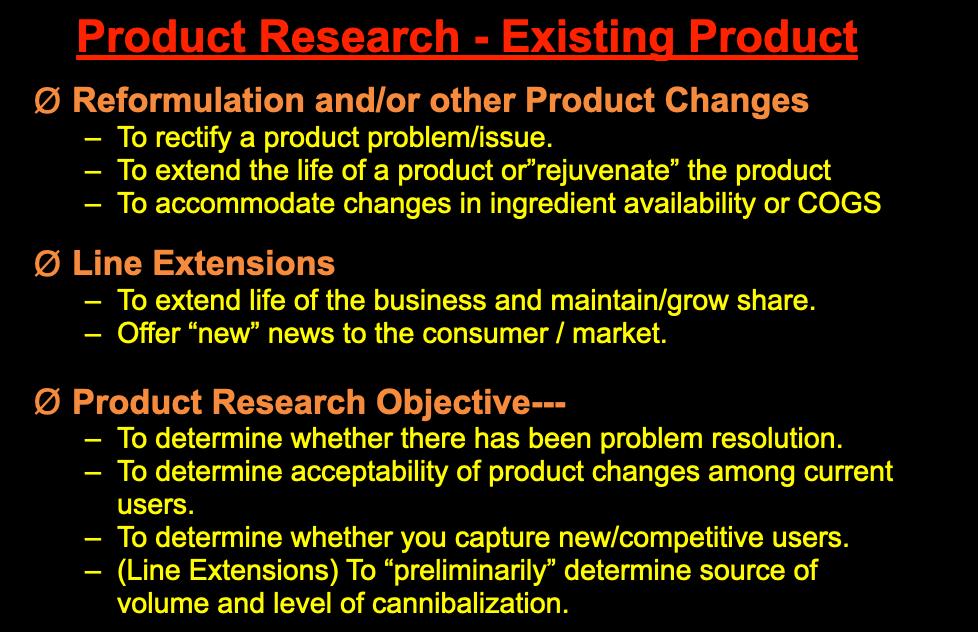 Product Research - Existing Product
Ø Reformulation and/or other Product Changes
– To rectify a product problem/issue.
– To extend the life of a product or”rejuvenate” the product
– To accommodate changes in ingredient availability or COGS
Ø Line Extensions
– To extend life of the business and maintain/grow share.
– Offer “new” news to the consumer / market.
Ø Product Research Objective---
– To determine whether there has been problem resolution.
– To determine acceptability of product changes among current
users.
– To determine whether you capture new/competitive users.
– (Line Extensions) To “preliminarily” determine source of
volume and level of cannibalization.